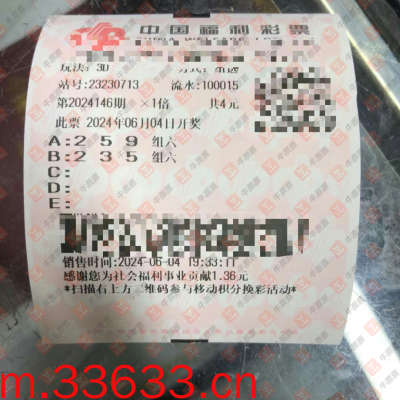 中国福利彩票
玩法: 3D 方式: 组选
站号:23230713 流水:100015
第2024146期 ×1倍 共4元
此票 2024年06月04日开奖
A:2 5 9 组六
B:2 3 5 组六
C:
D:
E:
销售时间:2024-06-04 19:33:11
感谢您为社会福利事业贡献1.36元
*扫描右上方二维码参与移动积分换彩活动*
m.33633.cn